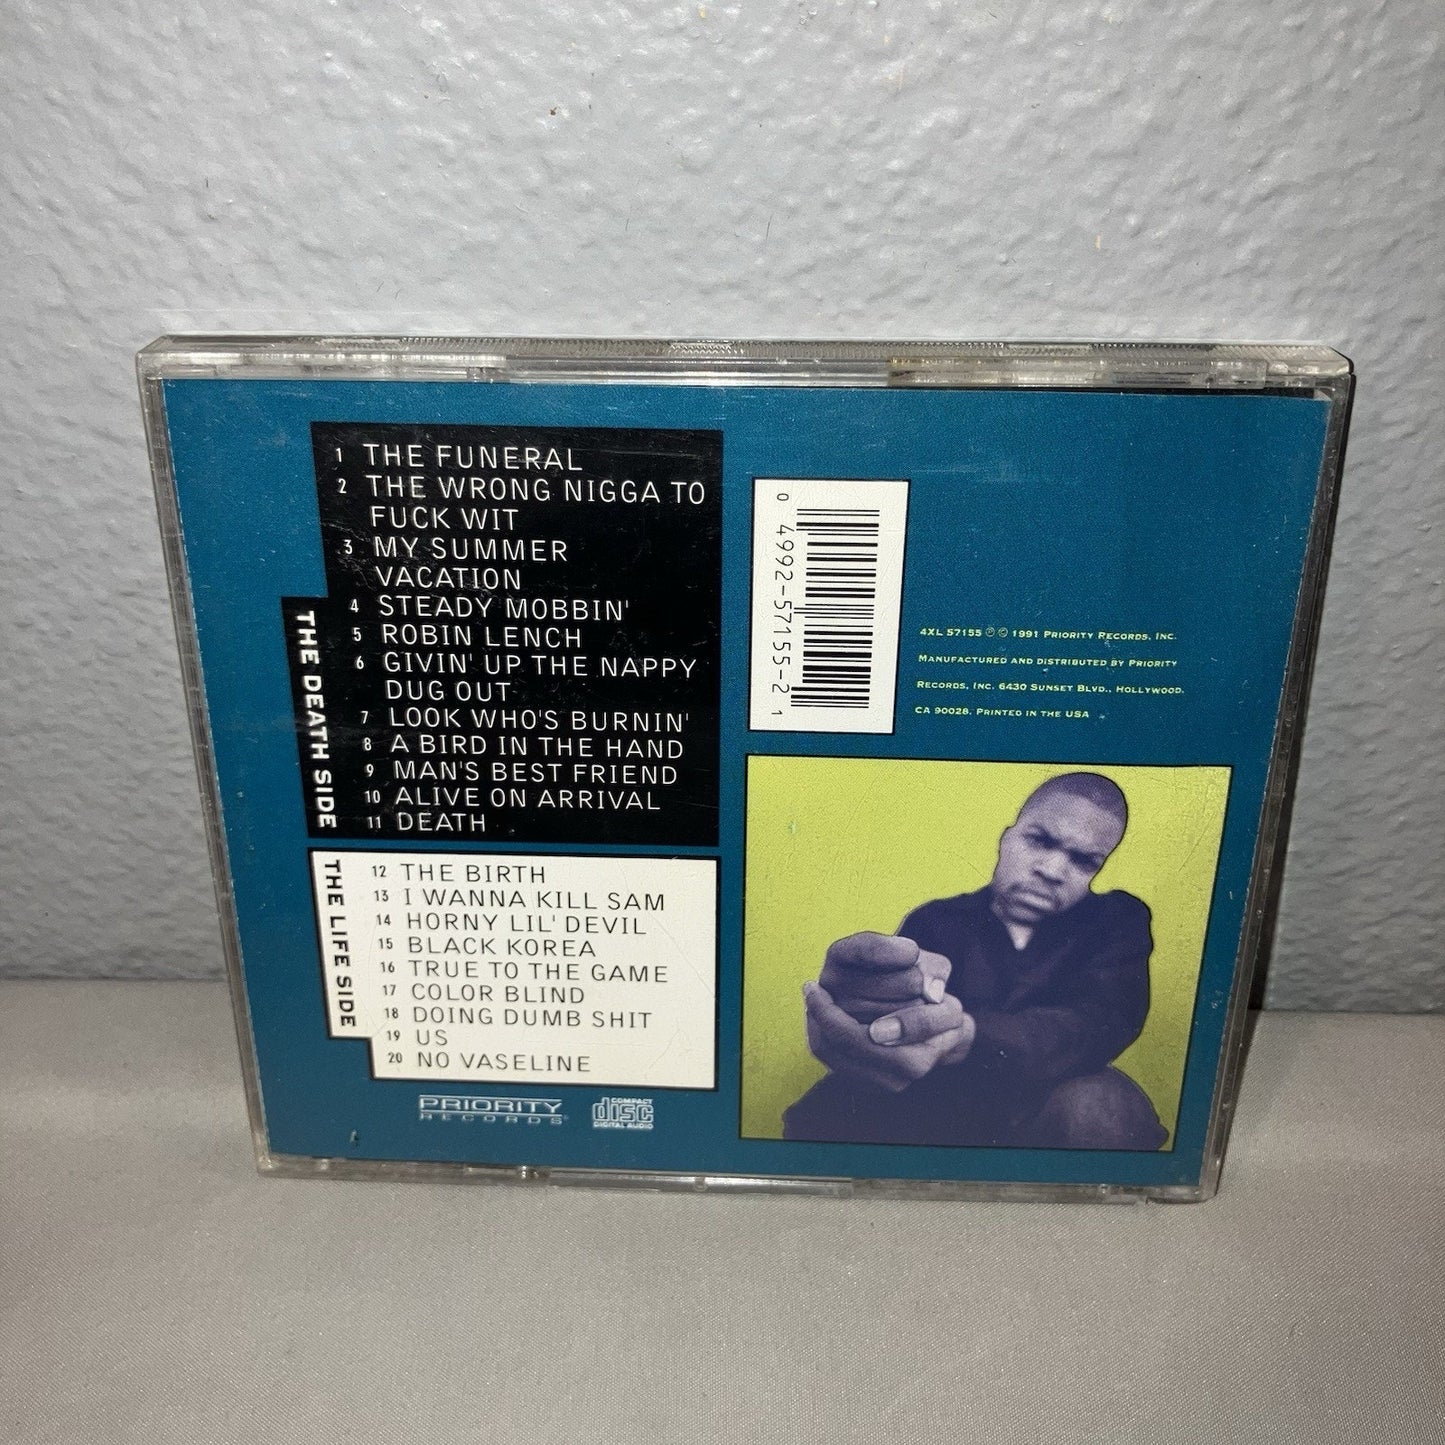 1 THE FUNERAL
2 THE WRONG NIGGA TO
FUCK WIT
3 MY SUMMER
VACATION
4 STEADY MOBBIN'
5 ROBIN LENCH
6 GIVIN' UP THE NAPPY
DUG OUT
7 LOOK WHO'S BURNIN'
8 A BIRD IN THE HAND
9 MAN'S BEST FRIEND
10 ALIVE ON ARRIVAL
11 DEATH
THE DEATH SIDE
12 THE BIRTH
13 I WANNA KILL SAM
14 HORNY LIL' DEVIL
15 BLACK KOREA
16 TRUE TO THE GAME
17 COLOR BLIND
18 DOING DUMB SHIT
19 US
20 NO VASELINE
THE LIFE SIDE
PRIORITY
RECORDS
COMPACT
disc
DIGITAL AUDIO
0 4992-57155-2 1
4XL 57155 ℗ © 1991 PRIORITY RECORDS, INC.
MANUFACTURED AND DISTRIBUTED BY PRIORITY
RECORDS, INC. 6430 SUNSET BLVD., HOLLYWOOD.
CA 90028. PRINTED IN THE USA